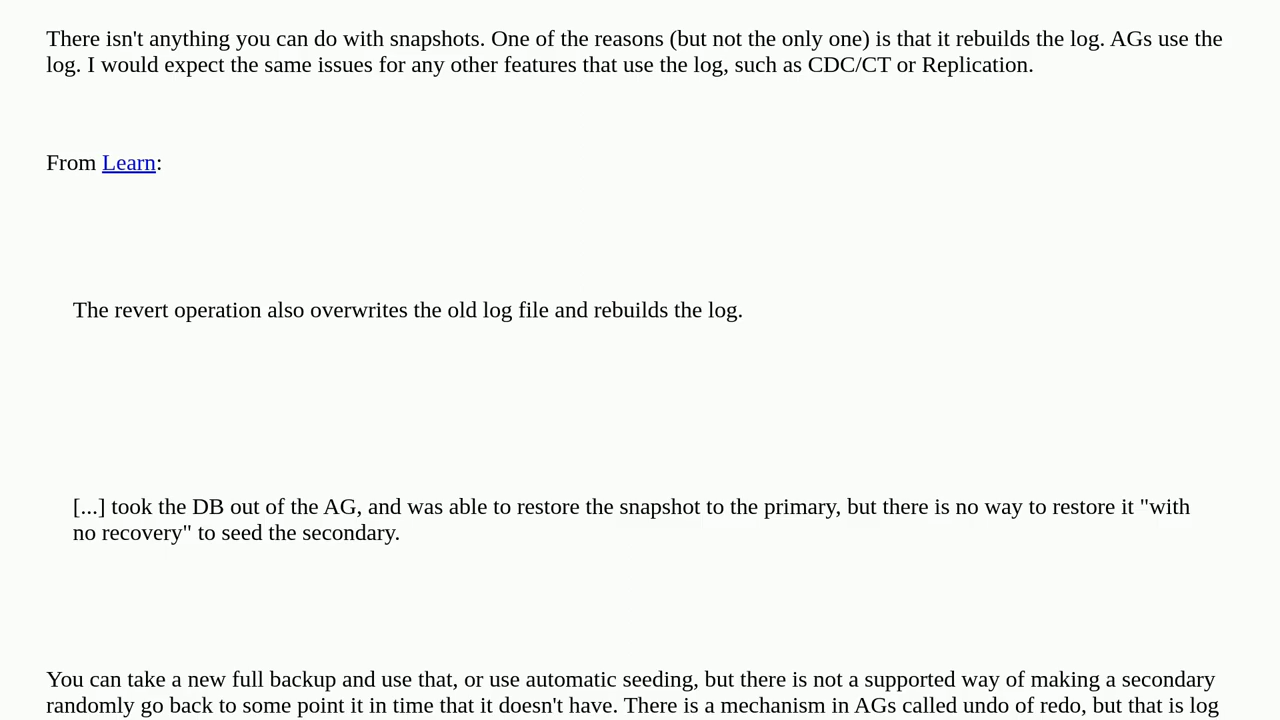 There isn't anything you can do with snapshots. One of the reasons (but not the only one) is that it rebuilds the log. AGs use the
log. I would expect the same issues for any other features that use the log, such as CDC/CT or Replication.
From Learn:
The revert operation also overwrites the old log file and rebuilds the log.
[...] took the DB out of the AG, and was able to restore the snapshot to the primary, but there is no way to restore it "with
no recovery" to seed the secondary.
You can take a new full backup and use that, or use automatic seeding, but there is not a supported way of making a secondary
randomly go back to some point it in time that it doesn't have. There is a mechanism in AGs called undo of redo, but that is log